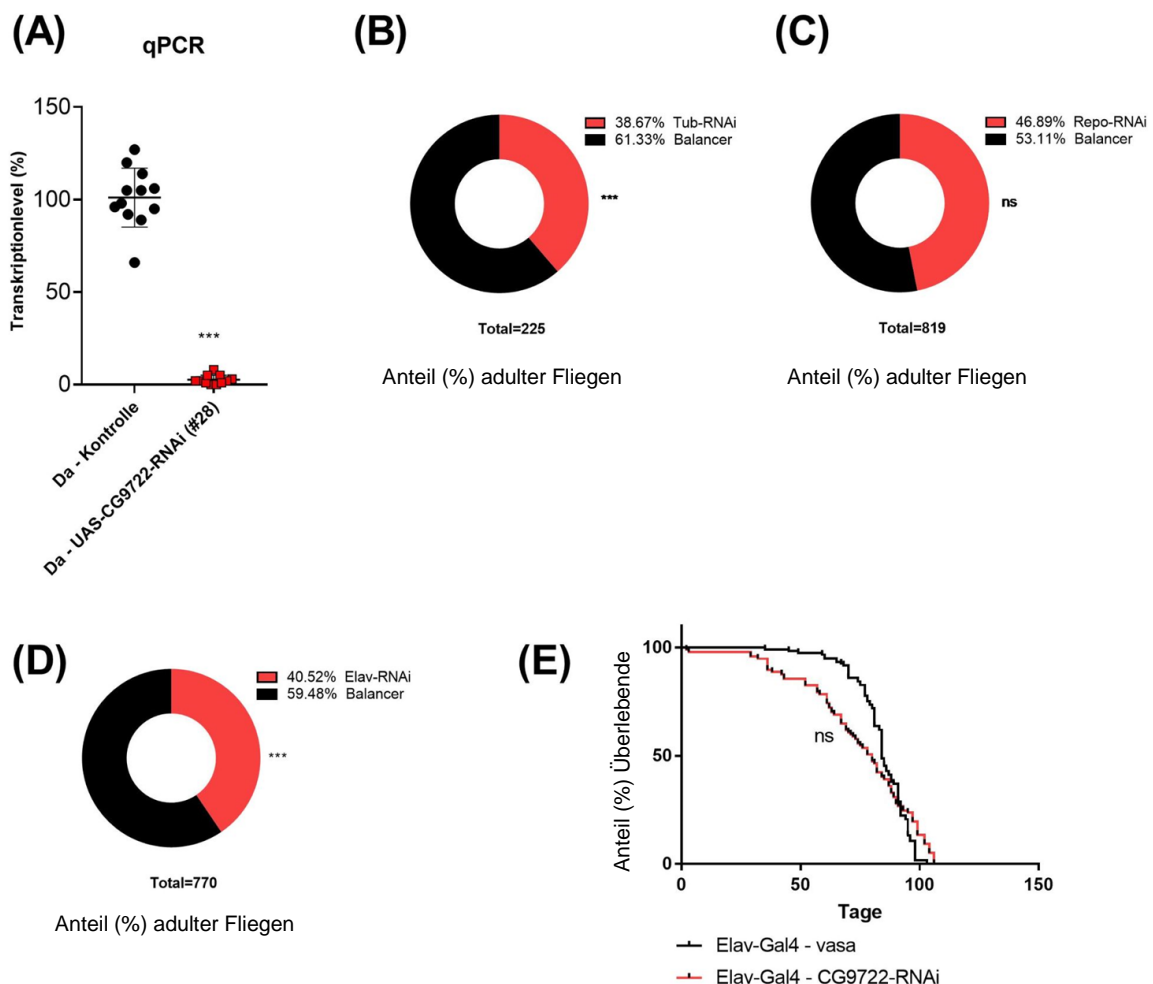 (A)
qPCR
Transkriptionlevel (%)
150
100
50
0
***
Da - Kontrolle
Da - UAS-CG9722-RNAi (#28)
(B)
38.67% Tub-RNAi
61.33% Balancer
***
Total=225
Anteil (%) adulter Fliegen
(C)
46.89% Repo-RNAi
53.11% Balancer
ns
Total=819
Anteil (%) adulter Fliegen
(D)
40.52% Elav-RNAi
59.48% Balancer
***
Total=770
Anteil (%) adulter Fliegen
(E)
Anteil (%) Überlebende
100
50
0
ns
0 50 100 150
Tage
Elav-Gal4 - vasa
Elav-Gal4 - CG9722-RNAi